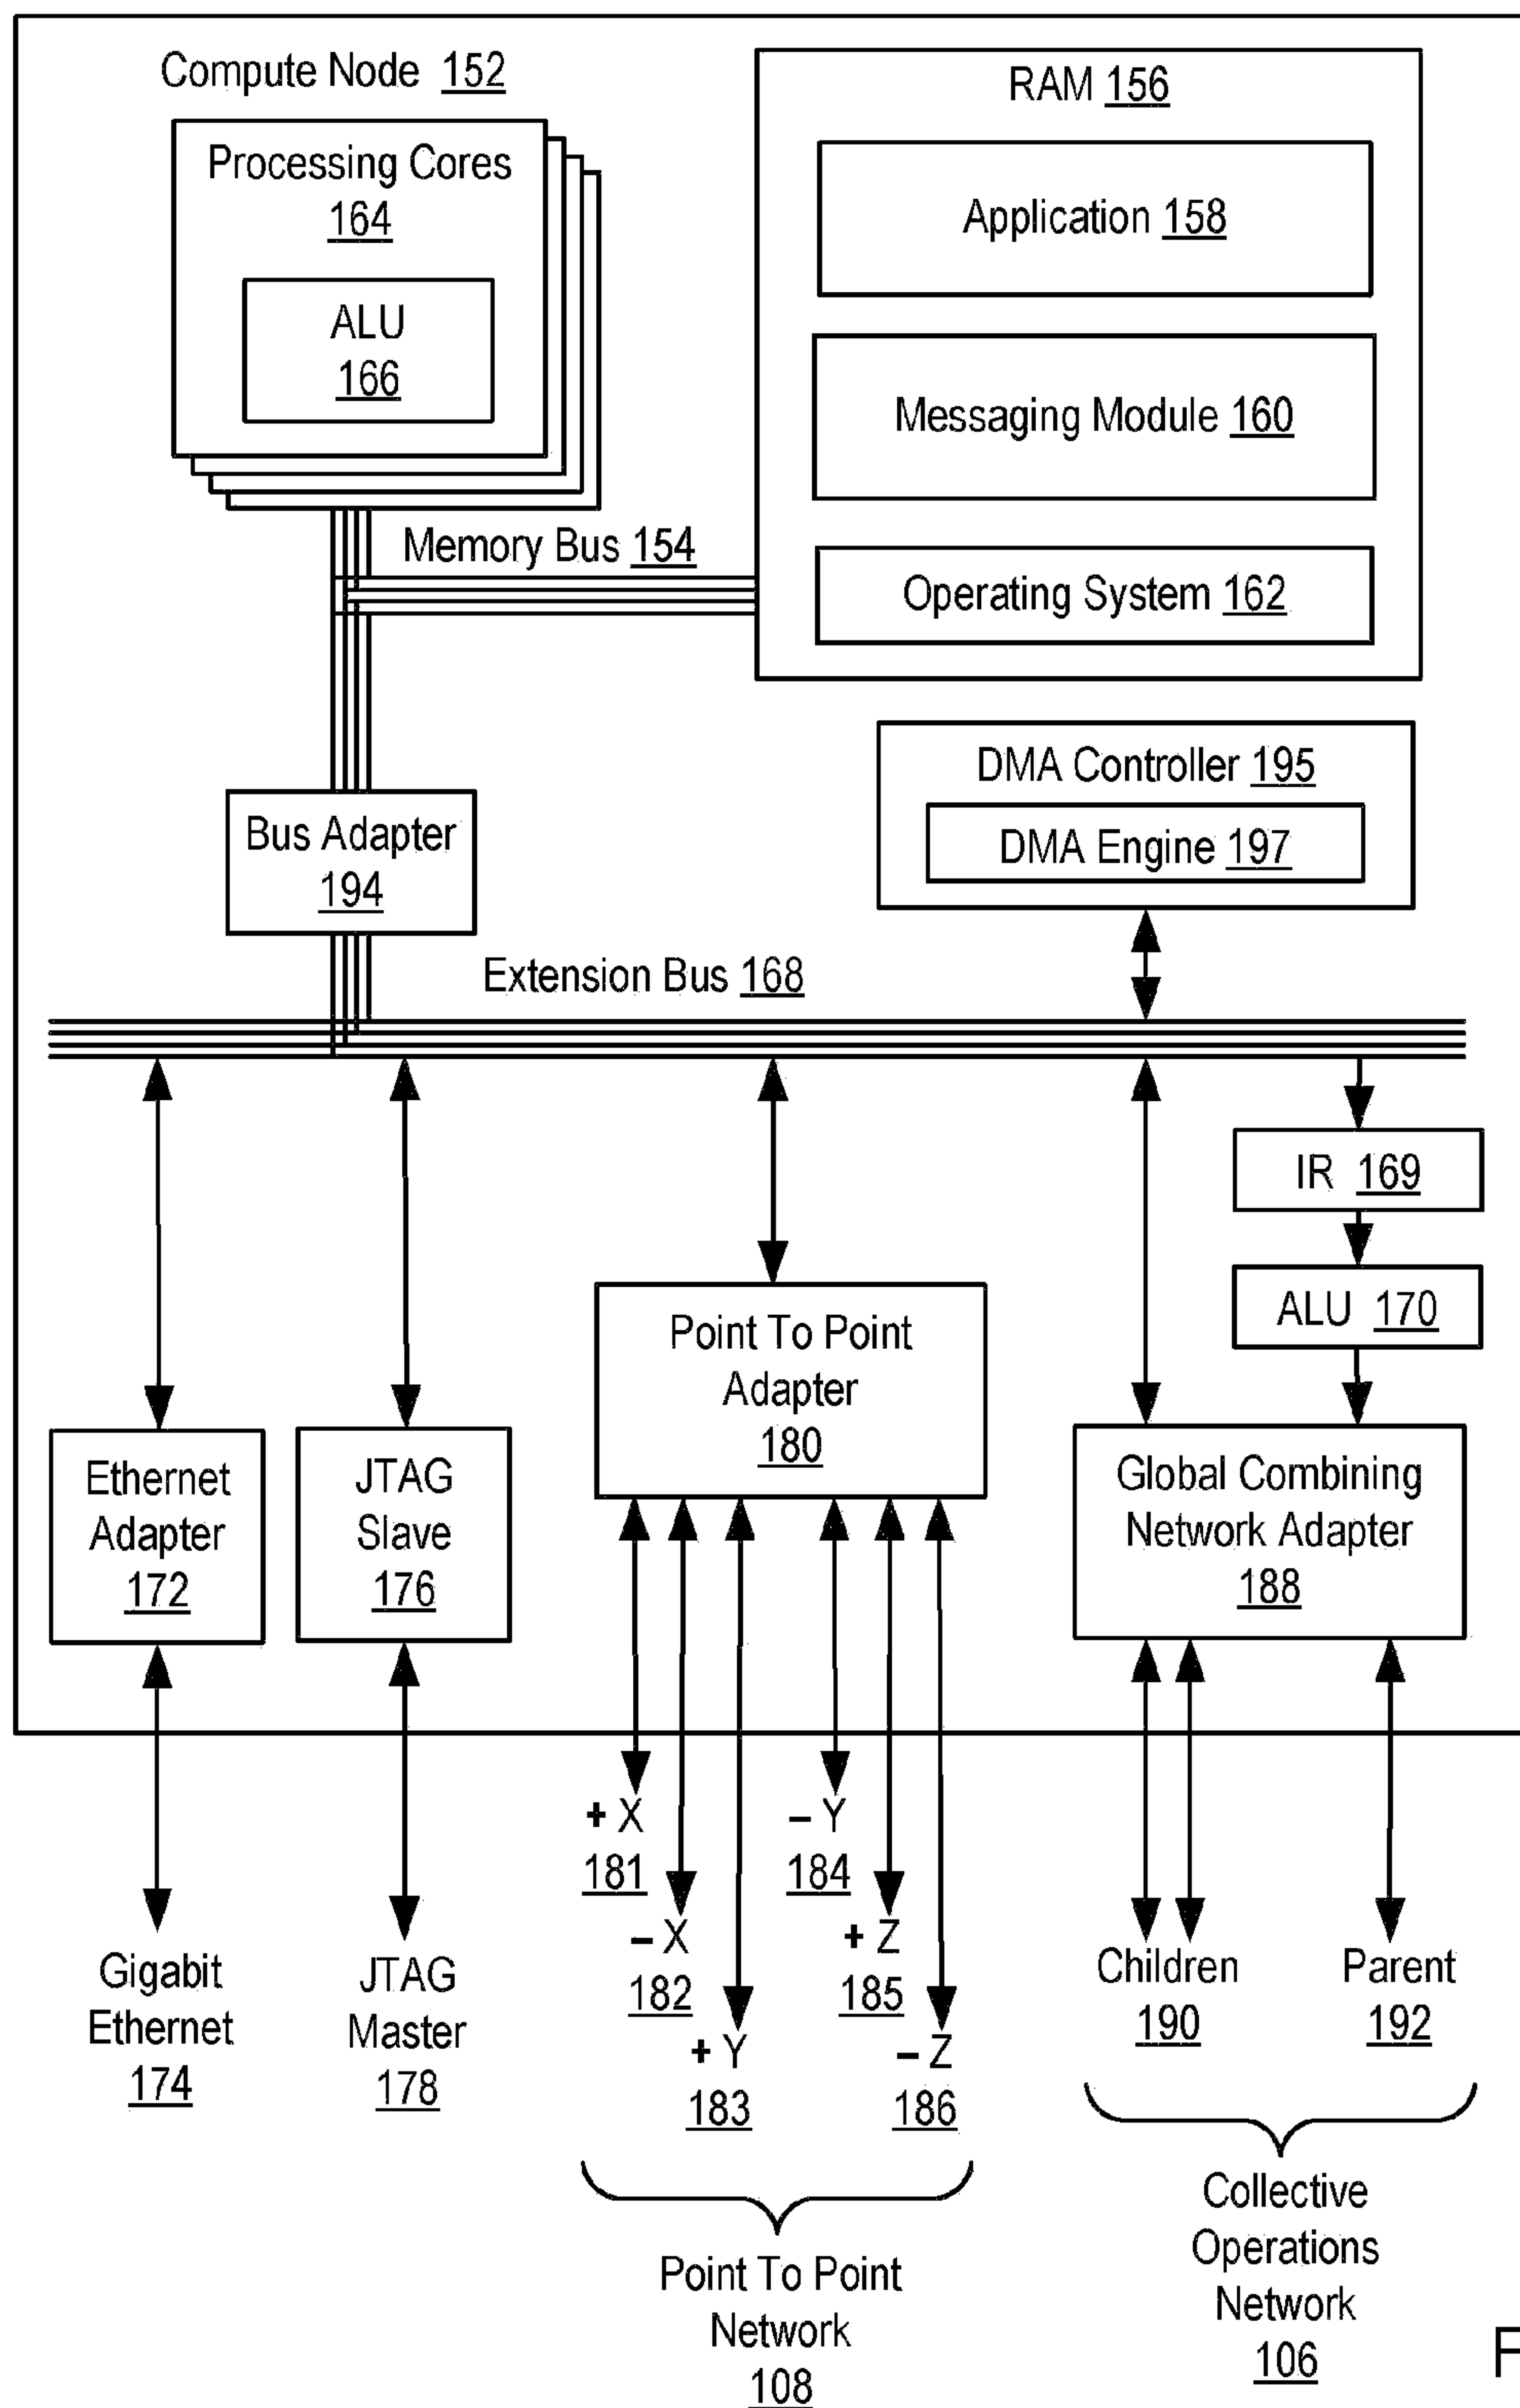 Compute Node 152
Processing Cores
164
ALU
166
RAM 156
Application 158
Messaging Module 160
Operating System 162
Memory Bus 154
DMA Controller 195
DMA Engine 197
Bus Adapter
194
Extension Bus 168
IR 169
ALU 170
Point To Point
Adapter
180
Ethernet
Adapter
172
JTAG
Slave
176
Global Combining
Network Adapter
188
+ X
181
– X
182
+ Y
183
– Y
184
+ Z
185
– Z
186
Gigabit
Ethernet
174
JTAG
Master
178
Children
190
Parent
192
Point To Point
Network
108
Collective
Operations
Network
106
F